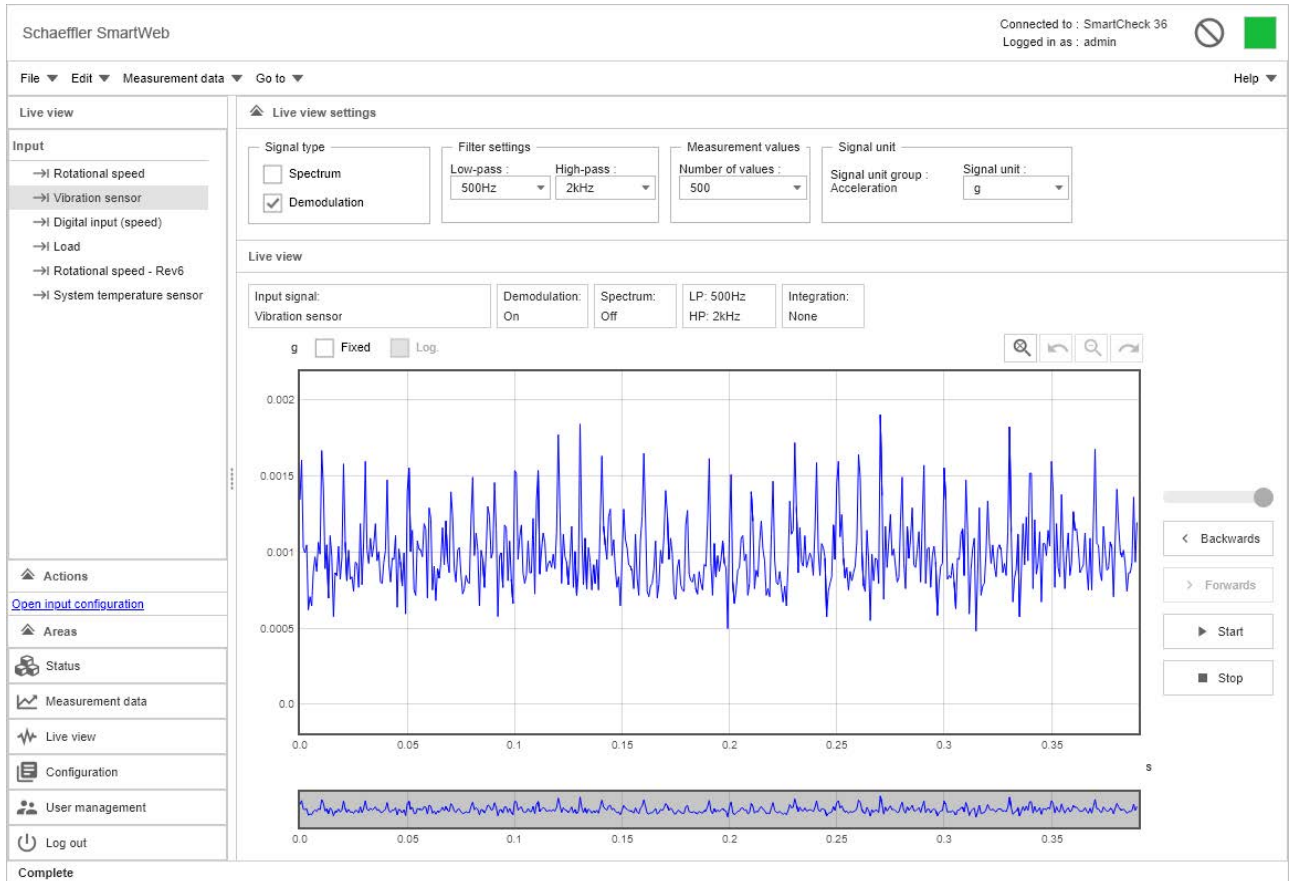 Schaeffler SmartWeb
Connected to : SmartCheck 36
Logged in as : admin
File Edit Measurement data Go to Help
Live view
Input
Rotational speed
Vibration sensor
Digital input (speed)
Load
Rotational speed - Rev6
System temperature sensor
Actions
Open input configuration
Areas
Status
Measurement data
Live view
Configuration
User management
Log out
Complete
Live view settings
Signal type
Spectrum
Demodulation
Filter settings
Low-pass : High-pass :
500Hz 2kHz
Measurement values
Number of values :
500
Signal unit
Signal unit group : Signal unit :
Acceleration g
Live view
Input signal: Demodulation: Spectrum: LP: 500Hz Integration:
Vibration sensor On Off HP: 2kHz None
g Fixed Log.
0.002
0.0015
0.001
0.0005
0.0
0.0 0.05 0.1 0.15 0.2 0.25 0.3 0.35
s
0.0 0.05 0.1 0.15 0.2 0.25 0.3 0.35
< Backwards
> Forwards
Start
Stop